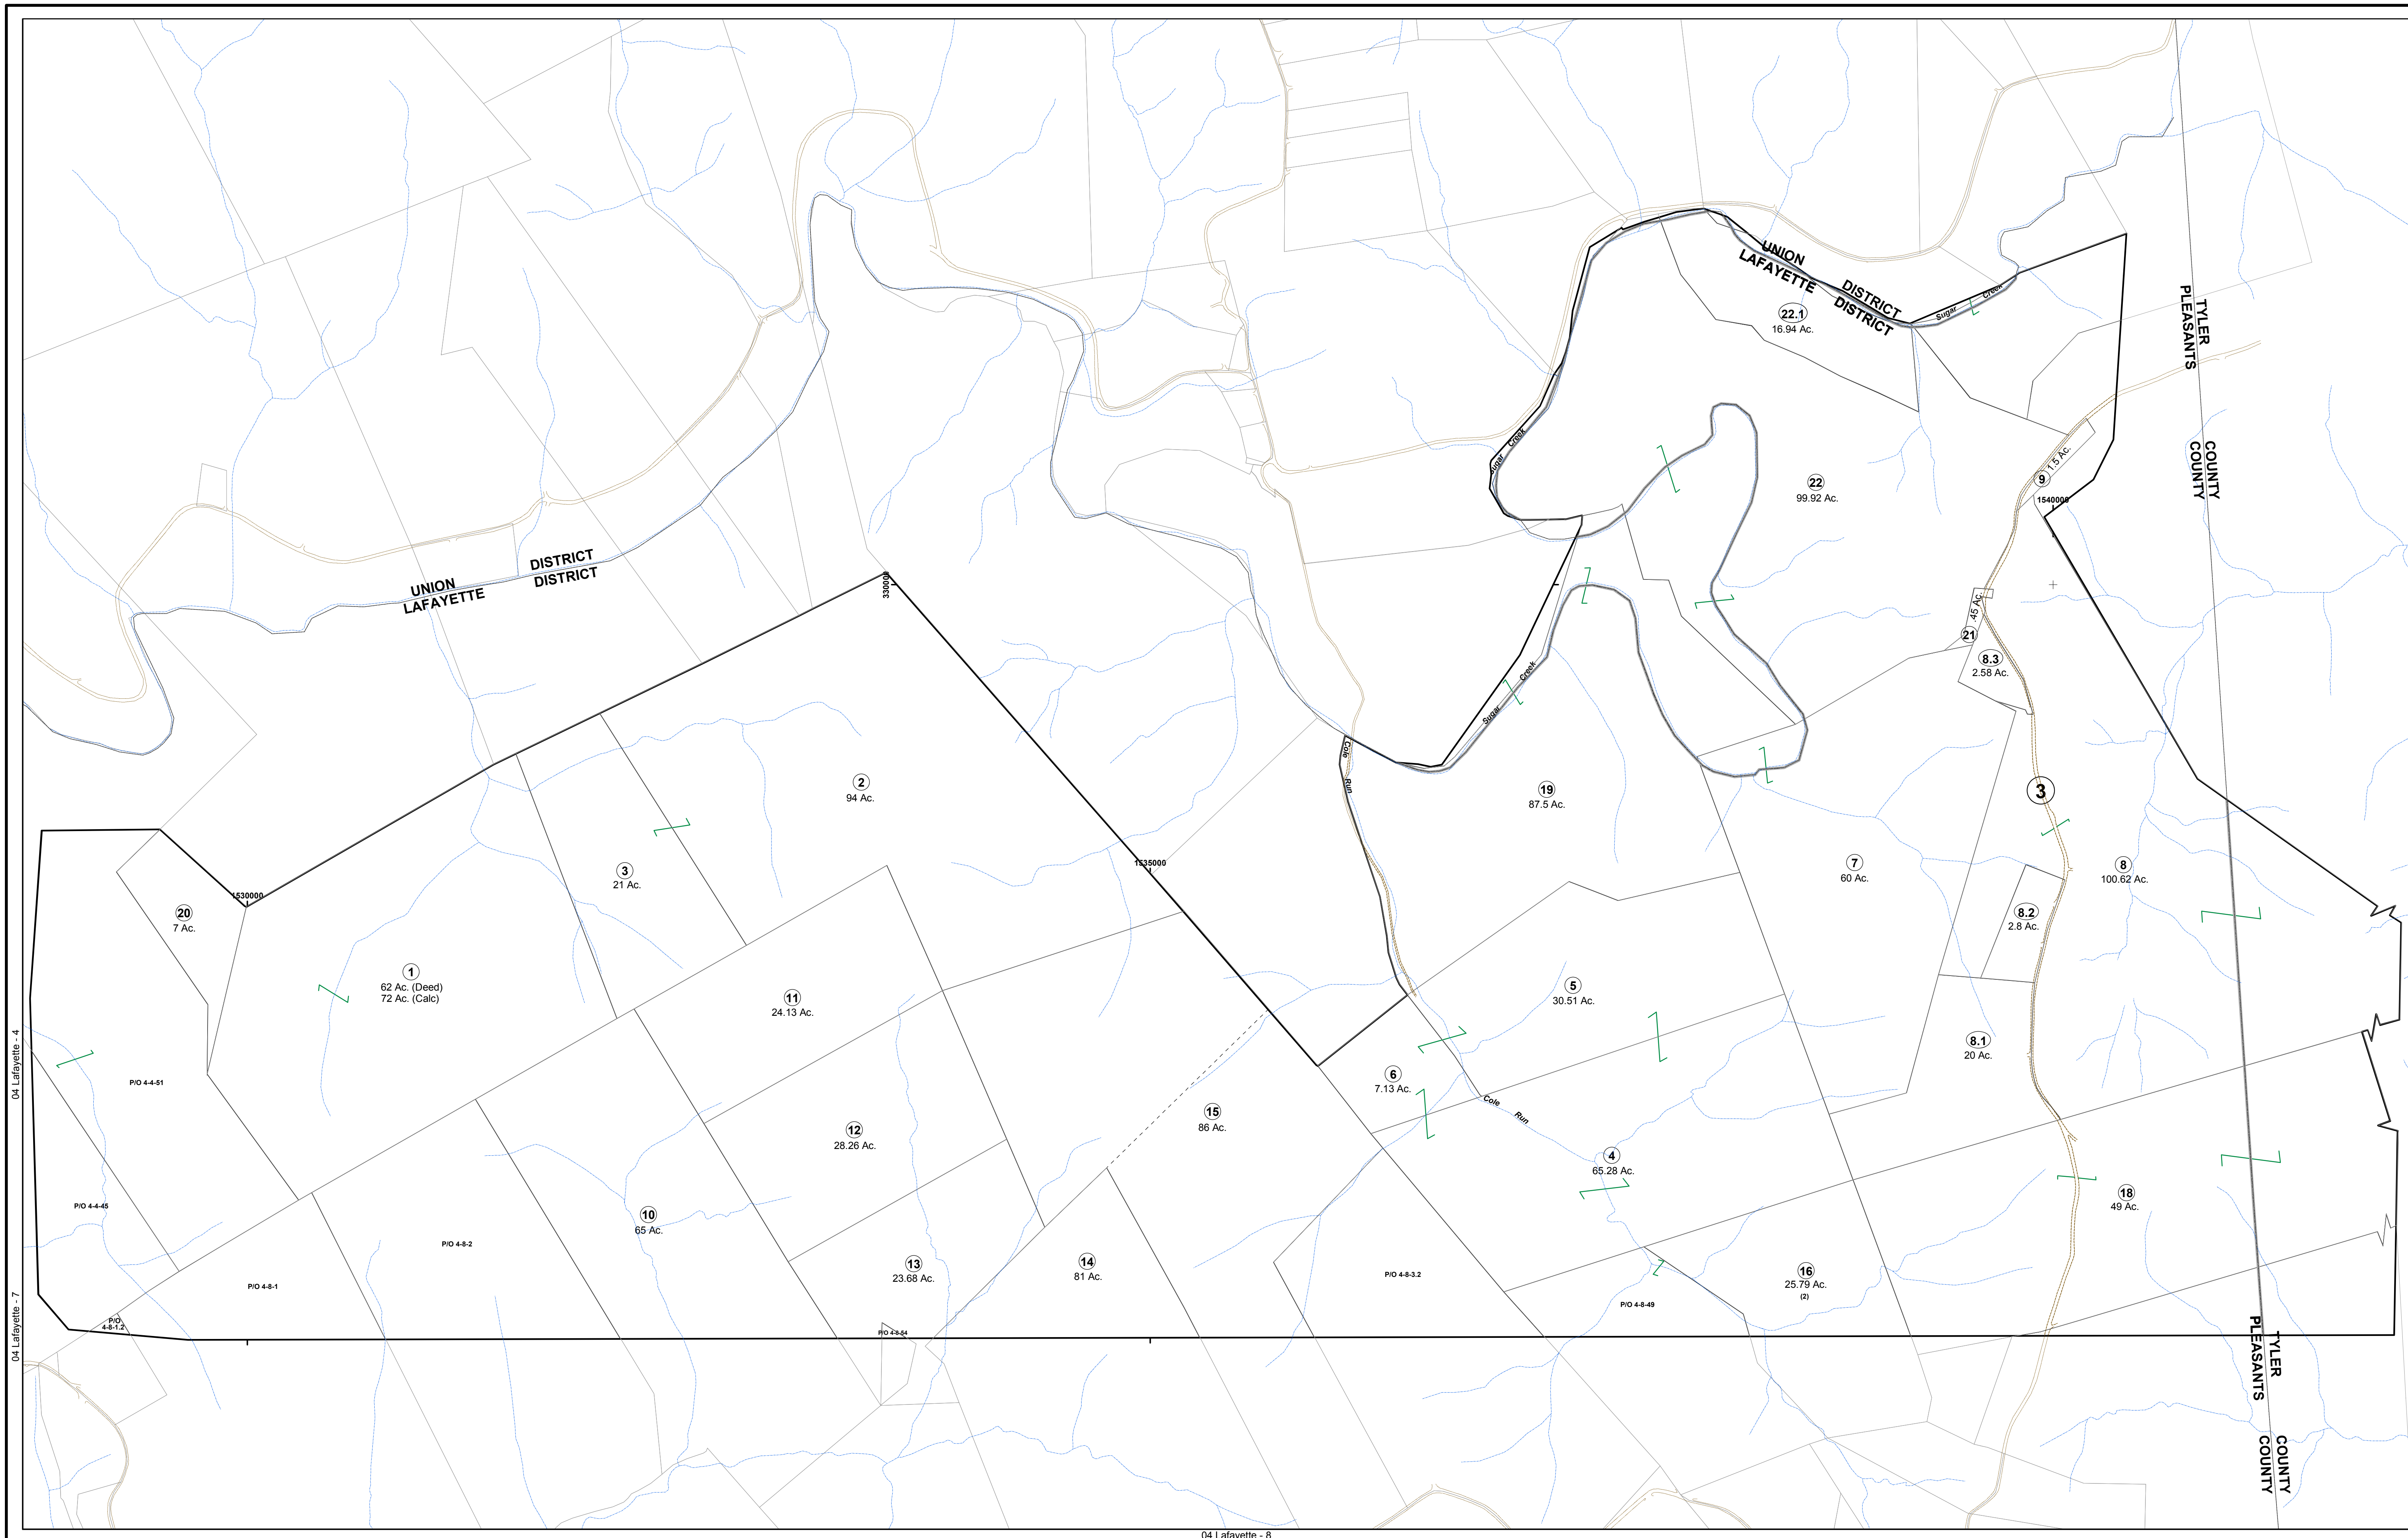 UNION DISTRICT
LAFAYETTE DISTRICT
22.1
16.94 Ac.
Sugar Creek
TYLER
PLEASANTS
Sugar Creek
COUNTY
COUNTY
9
1.5 Ac.
22
99.92 Ac.
1540000
UNION DISTRICT
LAFAYETTE DISTRICT
330000
.45 Ac.
21
8.3
2.58 Ac.
Sugar Creek
Cole Run
2
94 Ac.
19
87.5 Ac.
3
3
21 Ac.
1535000
7
60 Ac.
8
100.62 Ac.
1530000
20
7 Ac.
8.2
2.8 Ac.
1
62 Ac. (Deed)
72 Ac. (Calc)
11
24.13 Ac.
5
30.51 Ac.
8.1
20 Ac.
04 Lafayette - 4
P/O 4-4-51
6
7.13 Ac.
Cole Run
15
86 Ac.
12
28.26 Ac.
4
65.28 Ac.
18
49 Ac.
P/O 4-4-45
10
65 Ac.
P/O 4-8-2
13
23.68 Ac.
14
81 Ac.
P/O 4-8-3.2
16
25.79 Ac.
(2)
P/O 4-8-1
P/O 4-8-49
04 Lafayette - 7
P/O
4-8-1.2
P/O 4-8-54
TYLER
PLEASANTS
COUNTY
COUNTY
04 Lafayette - 8